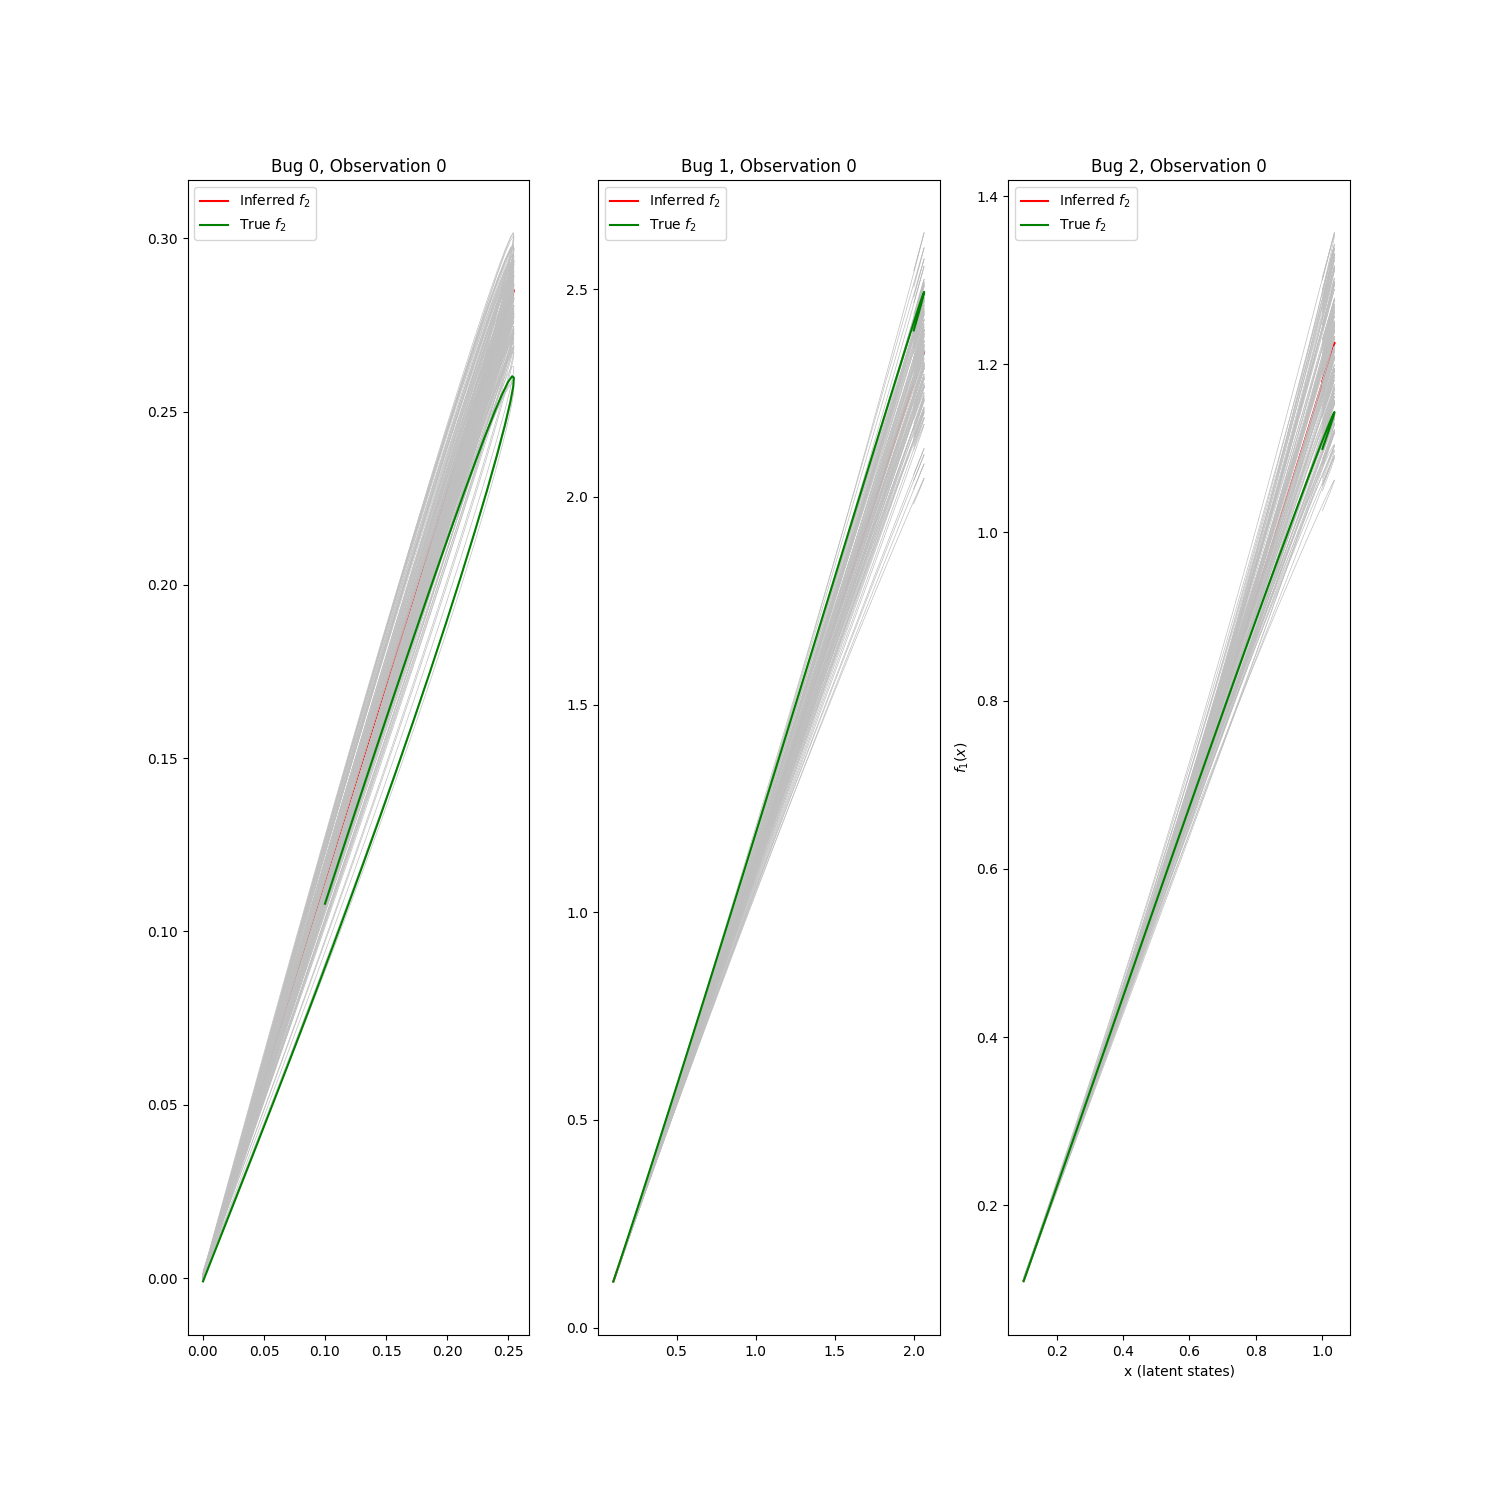 Bug 0, Observation 0
Inferred f₂
True f₂
0.30
0.25
0.20
0.15
0.10
0.05
0.00
0.00 0.05 0.10 0.15 0.20 0.25
Bug 1, Observation 0
Inferred f₂
True f₂
2.5
2.0
1.5
1.0
0.5
0.0
0.5 1.0 1.5 2.0
Bug 2, Observation 0
Inferred f₂
True f₂
1.4
1.2
1.0
0.8
0.6
0.4
0.2
f₁(x)
0.2 0.4 0.6 0.8 1.0
x (latent states)